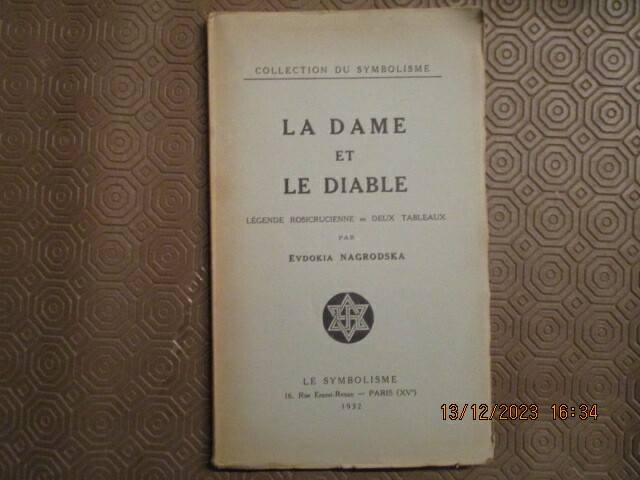 COLLECTION DU SYMBOLISME
LA DAME
ET
LE DIABLE
LÉGENDE ROSICRUCIENNE EN DEUX TABLEAUX
PAR
EVDOKIA NAGRODSKA
LE SYMBOLISME
16, Rue Ernest-Renan — PARIS (XVe)
1932
13/12/2023 16:34